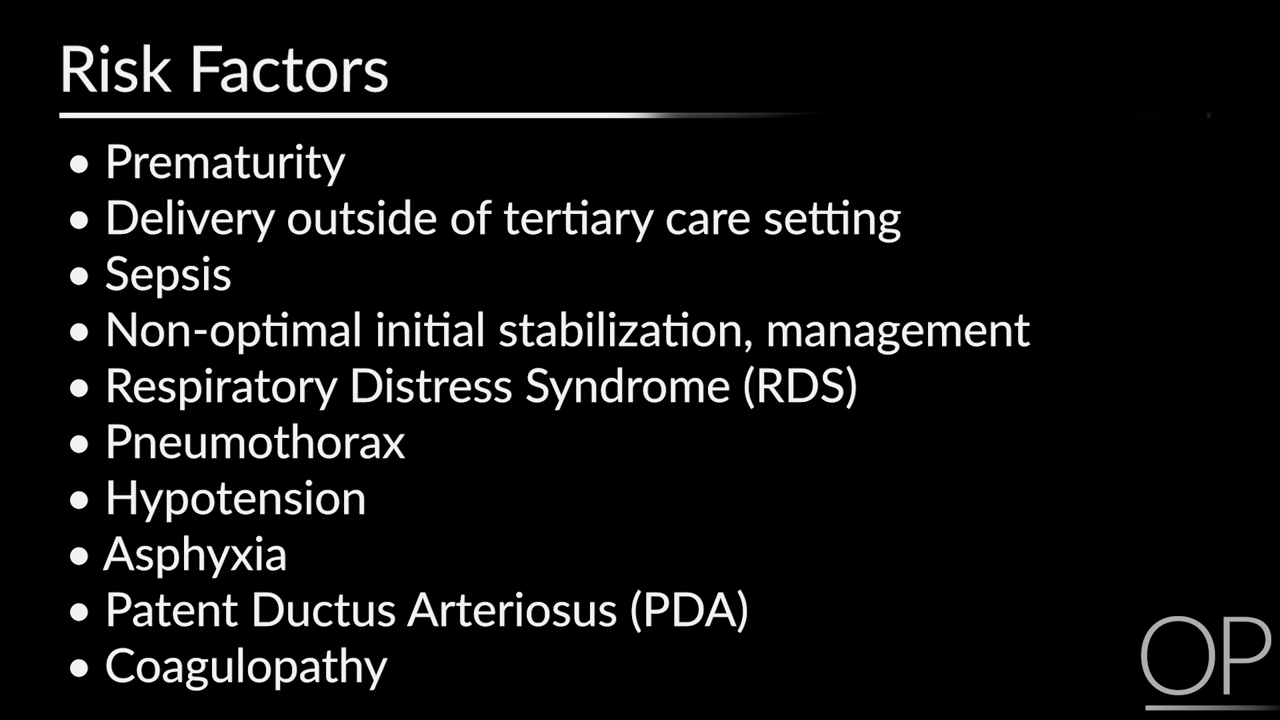 Risk Factors
• Prematurity
• Delivery outside of tertiary care setting
• Sepsis
• Non-optimal initial stabilization, management
• Respiratory Distress Syndrome (RDS)
• Pneumothorax
• Hypotension
• Asphyxia
• Patent Ductus Arteriosus (PDA)
• Coagulopathy
OP